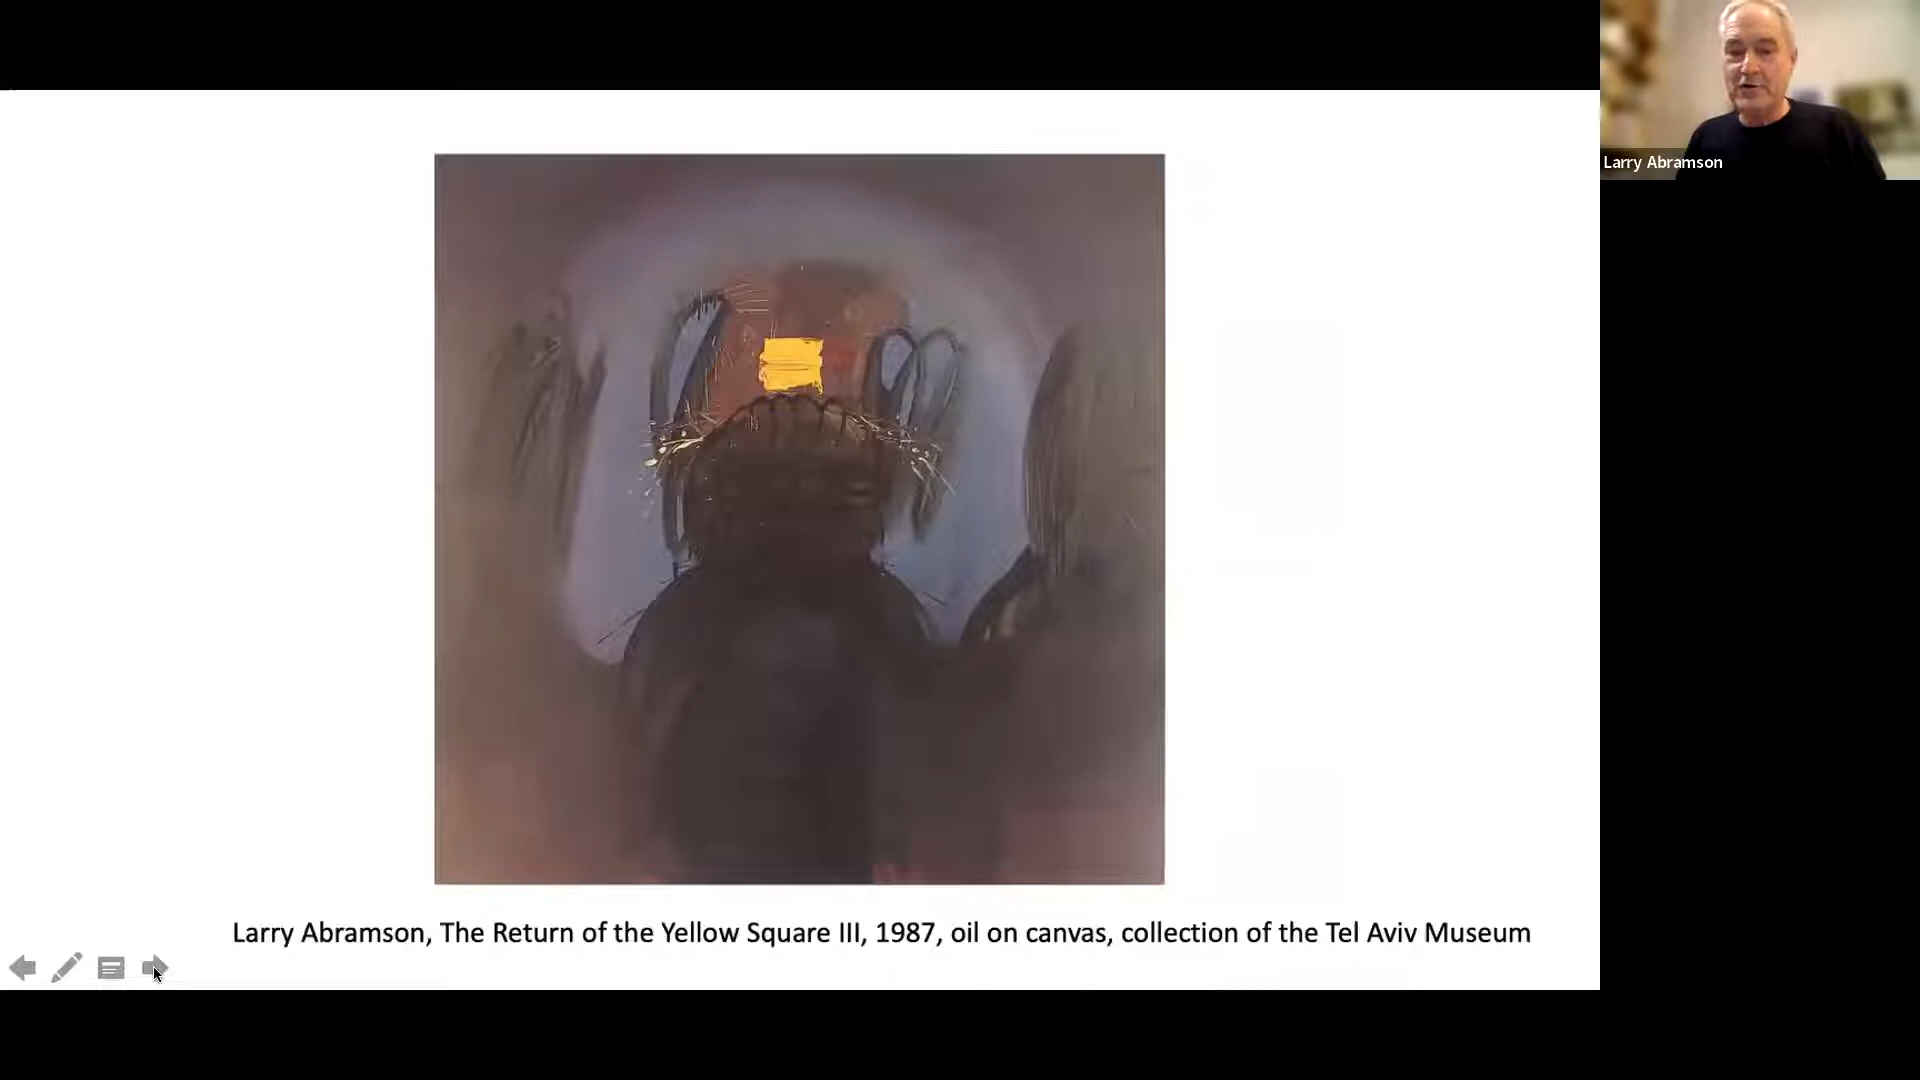 Larry Abramson
Larry Abramson, The Return of the Yellow Square III, 1987, oil on canvas, collection of the Tel Aviv Museum